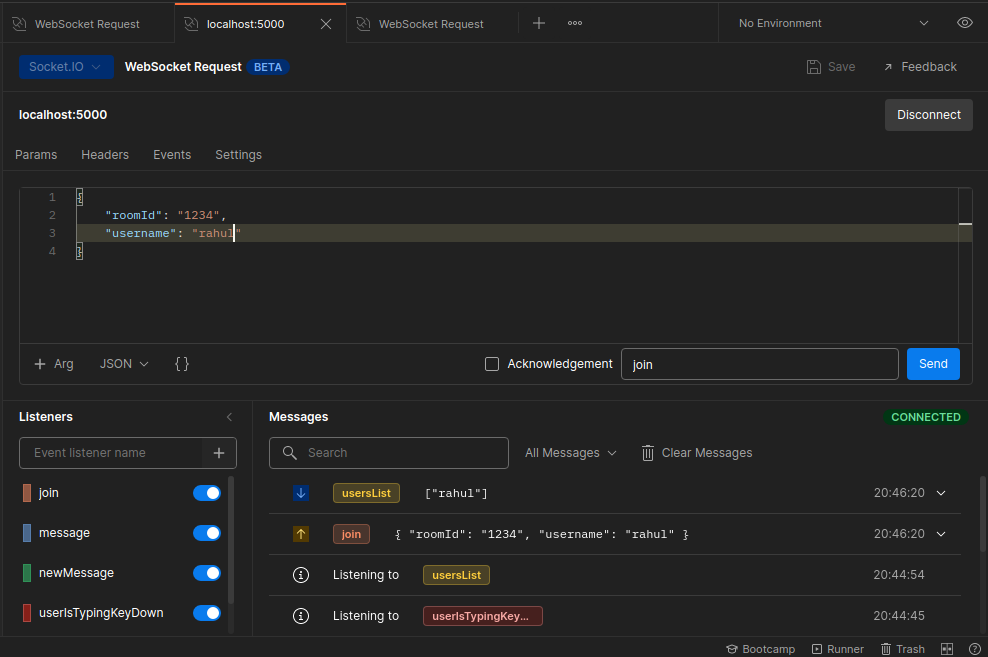 WebSocket Request
localhost:5000
WebSocket Request
No Environment
Socket.IO
WebSocket Request
BETA
Save
Feedback
localhost:5000
Disconnect
Params Headers Events Settings
1 {
2 "roomId": "1234",
3 "username": "rahul"
4 }
+ Arg
JSON
{}
Acknowledgement
join
Send
Listeners
Event listener name
join
message
newMessage
userIsTypingKeyDown
Messages
CONNECTED
Search
All Messages
Clear Messages
usersList ["rahul"] 20:46:20
join { "roomId": "1234", "username": "rahul" } 20:46:20
Listening to usersList 20:44:54
Listening to userIsTypingKey... 20:44:45
Bootcamp Runner Trash